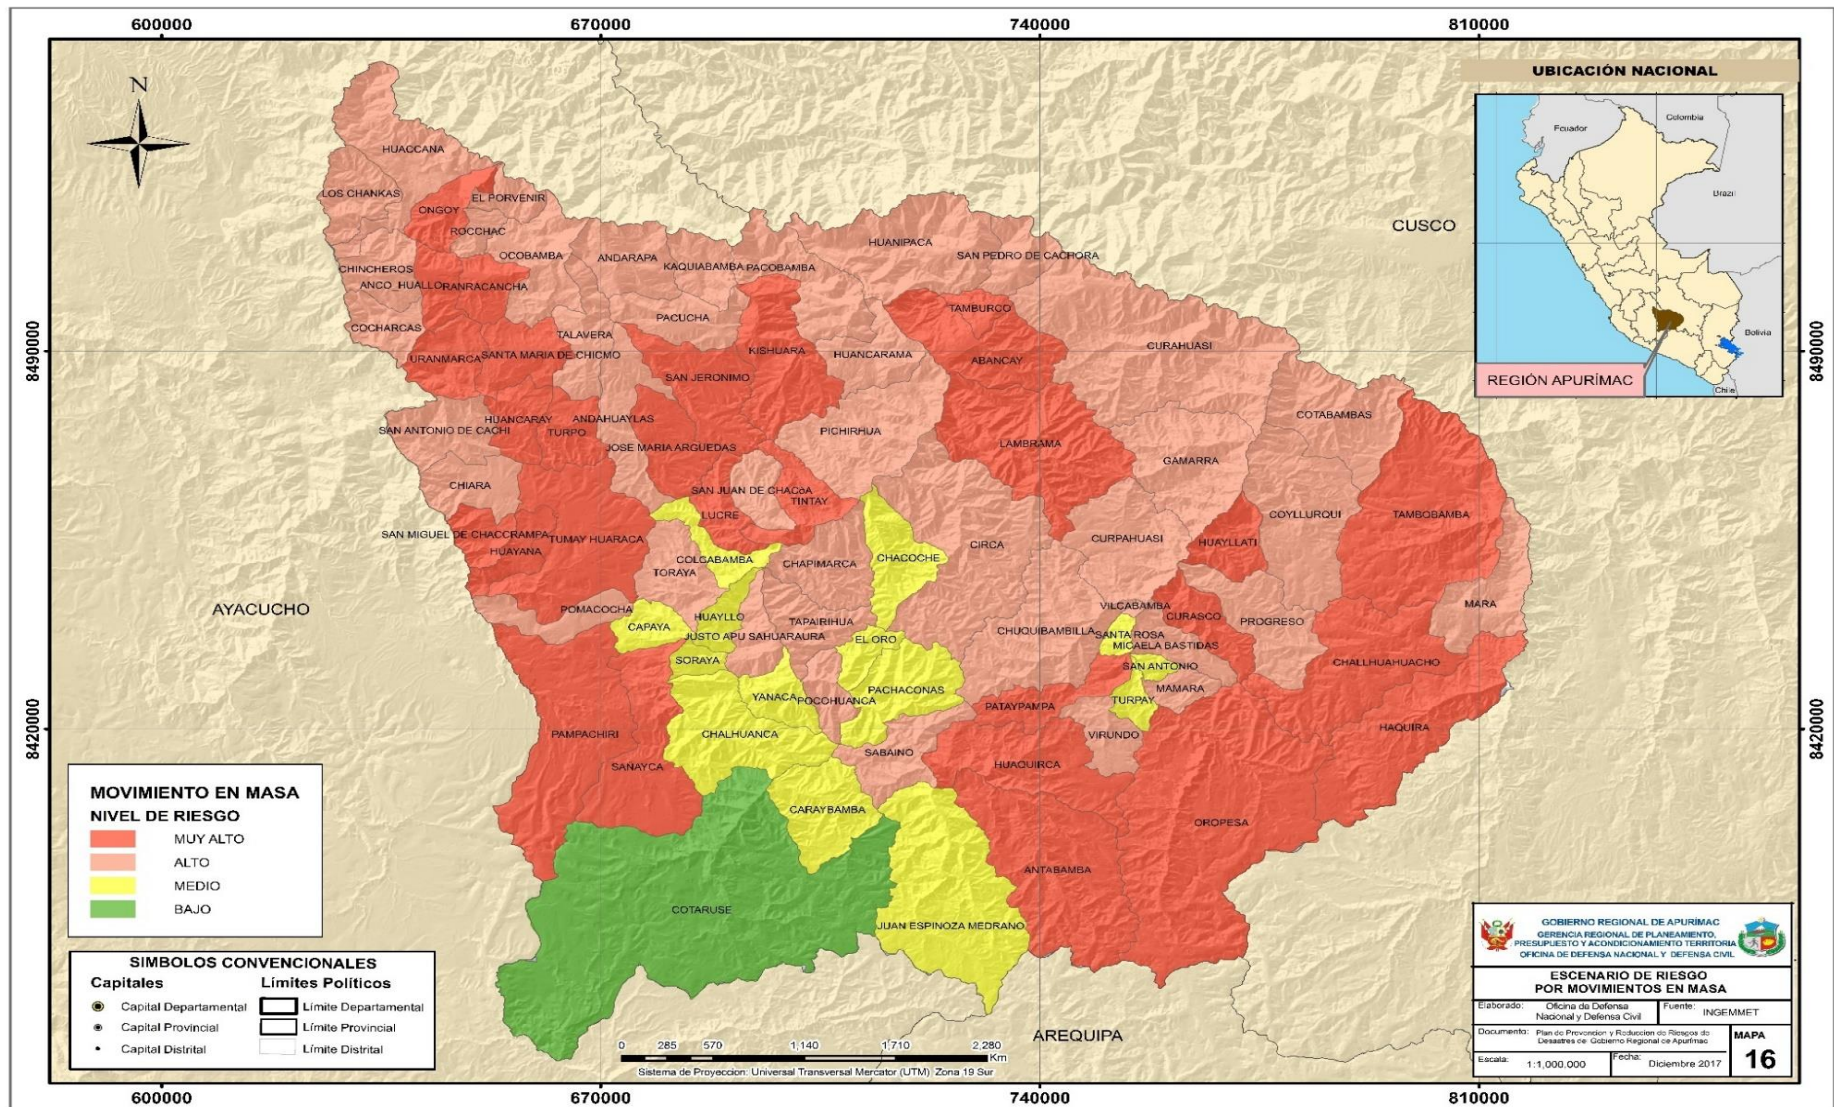 600000
670000
740000
810000
UBICACIÓN NACIONAL
N
Ecuador
Colombia
Brazil
Bolivia
Chile
REGIÓN APURÍMAC
CUSCO
AYACUCHO
AREQUIPA
8490000
8490000
8420000
8420000
HUACCANA
LOS CHANKAS
EL PORVENIR
ONGOY
ROCCHAC
OCOBAMBA
ANDARAPA
KAQUIABAMBA
PACOBAMBA
HUANIPACA
SAN PEDRO DE CACHORA
CHINCHEROS
ANCO_HUALLO
RANRACANCHA
COCHARCAS
URANMARCA
SANTA MARIA DE CHICMO
TALAVERA
PACUCHA
KISHUARA
HUANCARAMA
TAMBURCO
ABANCAY
CURAHUASI
SAN JERONIMO
COTABAMBAS
SAN ANTONIO DE CACHI
HUANCARAY
TURPO
ANDAHUAYLAS
JOSE MARIA ARGUEDAS
PICHIRHUA
LAMBRAMA
GAMARRA
CHIARA
SAN JUAN DE CHACÒA
TINTAY
LUCRE
COYLLURQUI
TAMBOBAMBA
SAN MIGUEL DE CHACCRAMPA
HUAYANA
TUMAY HUARACA
COLCABAMBA
TORAYA
CHAPIMARCA
CHACOCHE
CIRCA
CURPAHUASI
HUAYLLATI
POMACOCHA
CAPAYA
HUAYLLO
TAPAIRIHUA
JUSTO APU SAHUARAURA
EL ORO
CHUQUIBAMBILLA
VILCABAMBA
CURASCO
PROGRESO
MARA
SANTA ROSA
MICAELA BASTIDAS
SORAYA
SAN ANTONIO
CHALLHUAHUACHO
YANACA
POCOHUANCA
PACHACONAS
MAMARA
TURPAY
PATAYPAMPA
PAMPACHIRI
CHALHUANCA
SABAINO
VIRUNDO
HAQUIRA
SAÑAYCA
HUAQUIRCA
CARAYBAMBA
OROPESA
ANTABAMBA
COTARUSE
JUAN ESPINOZA MEDRANO
MOVIMIENTO EN MASA
NIVEL DE RIESGO
MUY ALTO
ALTO
MEDIO
BAJO
SIMBOLOS CONVENCIONALES
Capitales
Límites Políticos
Capital Departamental
Límite Departamental
Capital Provincial
Límite Provincial
Capital Distrital
Límite Distrital
0 285 570 1,140 1,710 2,280
Km
Sistema de Proyeccion: Universal Transversal Mercator (UTM) Zona 19 Sur
GOBIERNO REGIONAL DE APURÍMAC
GERENCIA REGIONAL DE PLANEAMIENTO,
PRESUPUESTO Y ACONDICIONAMIENTO TERRITORIA
OFICINA DE DEFENSA NACIONAL Y DEFENSA CIVIL
ESCENARIO DE RIESGO
POR MOVIMIENTOS EN MASA
Elaborado: Oficina de Defensa
Nacional y Defensa Civil
Fuente: INGEMMET
Documento: Plan de Prevencion y Reduccion de Riesgos de
Desastres del Gobierno Regional de Apurímac
MAPA
16
Escala: 1:1,000,000
Fecha: Diciembre 2017
600000
670000
740000
810000